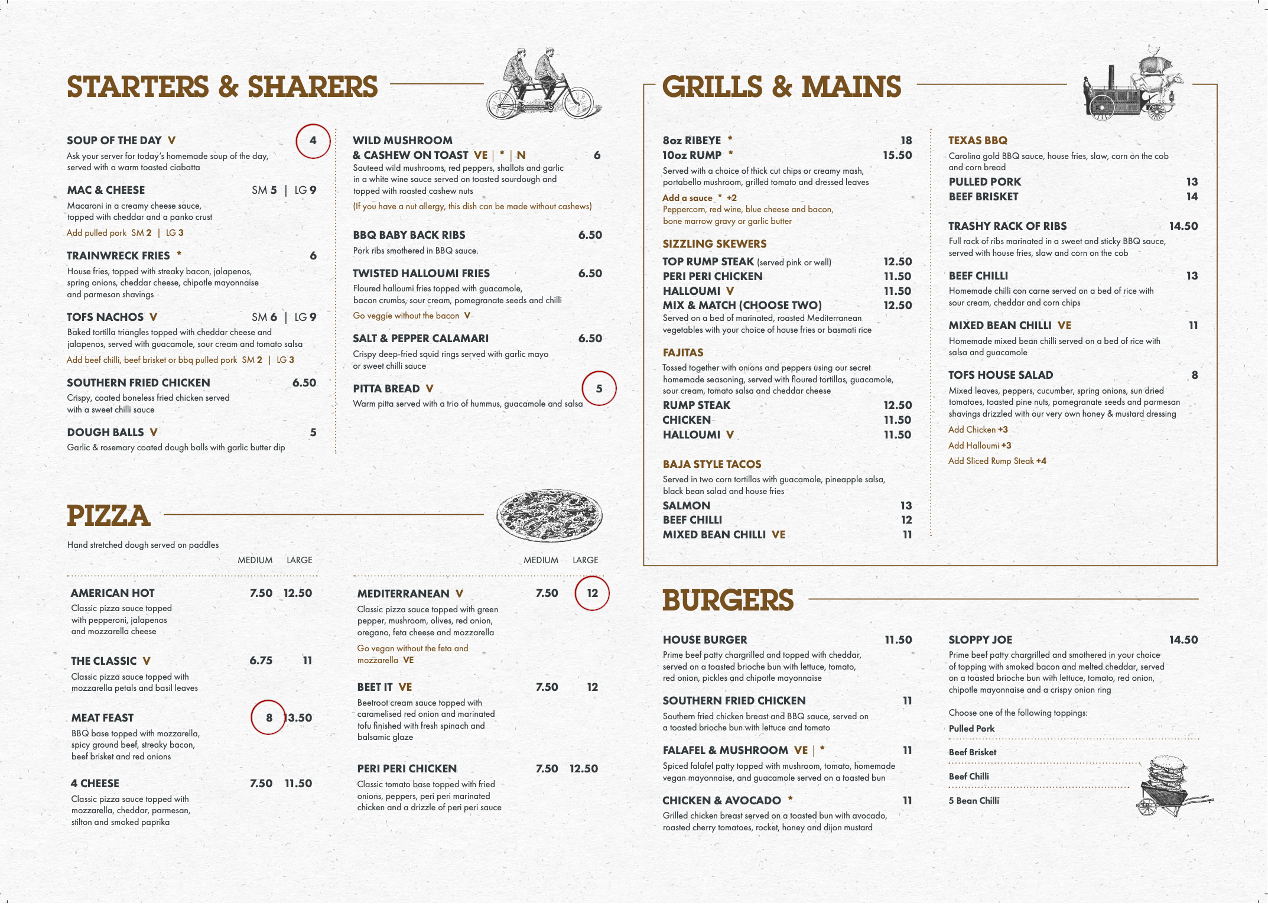 STARTERS & SHARERS
SOUP OF THE DAY V 4
Ask your server for today's homemade soup of the day,
served with a warm toasted ciabatta
MAC & CHEESE SM 5 | LG 9
Macaroni in a creamy cheese sauce,
topped with cheddar and a panko crust
Add pulled pork SM 2 | LG 3
TRAINWRECK FRIES * 6
House fries, topped with streaky bacon, jalapenos,
spring onions, cheddar cheese, chipotle mayonnaise
and parmesan shavings
TOFS NACHOS V SM 6 | LG 9
Baked tortilla triangles topped with cheddar cheese and
jalapenos, served with guacamole, sour cream and tomato salsa
Add beef chilli, beef brisket or bbq pulled pork SM 2 | LG 3
SOUTHERN FRIED CHICKEN 6.50
Crispy, coated boneless fried chicken served
with a sweet chilli sauce
DOUGH BALLS V 5
Garlic & rosemary coated dough balls with garlic butter dip
WILD MUSHROOM
& CASHEW ON TOAST VE | * | N 6
Sauteed wild mushrooms, red peppers, shallots and garlic
in a white wine sauce served on toasted sourdough and
topped with roasted cashew nuts
(If you have a nut allergy, this dish can be made without cashews)
BBQ BABY BACK RIBS 6.50
Pork ribs smothered in BBQ sauce.
TWISTED HALLOUMI FRIES 6.50
Floured halloumi fries topped with guacamole,
bacon crumbs, sour cream, pomegranate seeds and chilli
Go veggie without the bacon V
SALT & PEPPER CALAMARI 6.50
Crispy deep-fried squid rings served with garlic mayo
or sweet chilli sauce
PITTA BREAD V 5
Warm pitta served with a trio of hummus, guacamole and salsa
PIZZA
Hand stretched dough served on paddles
MEDIUM LARGE
AMERICAN HOT 7.50 12.50
Classic pizza sauce topped
with pepperoni, jalapenos
and mozzarella cheese
THE CLASSIC V 6.75 11
Classic pizza sauce topped with
mozzarella petals and basil leaves
MEAT FEAST 8 13.50
BBQ base topped with mozzarella,
spicy ground beef, streaky bacon,
beef brisket and red onions
4 CHEESE 7.50 11.50
Classic pizza sauce topped with
mozzarella, cheddar, parmesan,
stilton and smoked paprika
MEDIUM LARGE
MEDITERRANEAN V 7.50 12
Classic pizza sauce topped with green
pepper, mushroom, olives, red onion,
oregano, feta cheese and mozzarella
Go vegan without the feta and
mozzarella VE
BEET IT VE 7.50 12
Beetroot cream sauce topped with
caramelised red onion and marinated
tofu finished with fresh spinach and
balsamic glaze
PERI PERI CHICKEN 7.50 12.50
Classic tomato base topped with fried
onions, peppers, peri peri marinated
chicken and a drizzle of peri peri sauce
GRILLS & MAINS
8oz RIBEYE * 18
10oz RUMP * 15.50
Served with a choice of thick cut chips or creamy mash,
portabello mushroom, grilled tomato and dressed leaves
Add a sauce * +2
Peppercorn, red wine, blue cheese and bacon,
bone marrow gravy or garlic butter
SIZZLING SKEWERS
TOP RUMP STEAK (served pink or well) 12.50
PERI PERI CHICKEN 11.50
HALLOUMI V 11.50
MIX & MATCH (CHOOSE TWO) 12.50
Served on a bed of marinated, roasted Mediterranean
vegetables with your choice of house fries or basmati rice
FAJITAS
Tossed together with onions and peppers using our secret
homemade seasoning, served with floured tortillas, guacamole,
sour cream, tomato salsa and cheddar cheese
RUMP STEAK 12.50
CHICKEN 11.50
HALLOUMI V 11.50
BAJA STYLE TACOS
Served in two corn tortillas with guacamole, pineapple salsa,
black bean salad and house fries
SALMON 13
BEEF CHILLI 12
MIXED BEAN CHILLI VE 11
TEXAS BBQ
Carolina gold BBQ sauce, house fries, slaw, corn on the cob
and corn bread
PULLED PORK 13
BEEF BRISKET 14
TRASHY RACK OF RIBS 14.50
Full rack of ribs marinated in a sweet and sticky BBQ sauce,
served with house fries, slaw and corn on the cob
BEEF CHILLI 13
Homemade chilli con carne served on a bed of rice with
sour cream, cheddar and corn chips
MIXED BEAN CHILLI VE 11
Homemade mixed bean chilli served on a bed of rice with
salsa and guacamole
TOFS HOUSE SALAD 8
Mixed leaves, peppers, cucumber, spring onions, sun dried
tomatoes, toasted pine nuts, pomegranate seeds and parmesan
shavings drizzled with our very own honey & mustard dressing
Add Chicken +3
Add Halloumi +3
Add Sliced Rump Steak +4
BURGERS
HOUSE BURGER 11.50
Prime beef patty chargrilled and topped with cheddar,
served on a toasted brioche bun with lettuce, tomato,
red onion, pickles and chipotle mayonnaise
SOUTHERN FRIED CHICKEN 11
Southern fried chicken breast and BBQ sauce, served on
a toasted brioche bun with lettuce and tomato
FALAFEL & MUSHROOM VE | * 11
Spiced falafel patty topped with mushroom, tomato, homemade
vegan mayonnaise, and guacamole served on a toasted bun
CHICKEN & AVOCADO * 11
Grilled chicken breast served on a toasted bun with avocado,
roasted cherry tomatoes, rocket, honey and dijon mustard
SLOPPY JOE 14.50
Prime beef patty chargrilled and smothered in your choice
of topping with smoked bacon and melted cheddar, served
on a toasted brioche bun with lettuce, tomato, red onion,
chipotle mayonnaise and a crispy onion ring
Choose one of the following toppings:
Pulled Pork
Beef Brisket
Beef Chilli
5 Bean Chilli